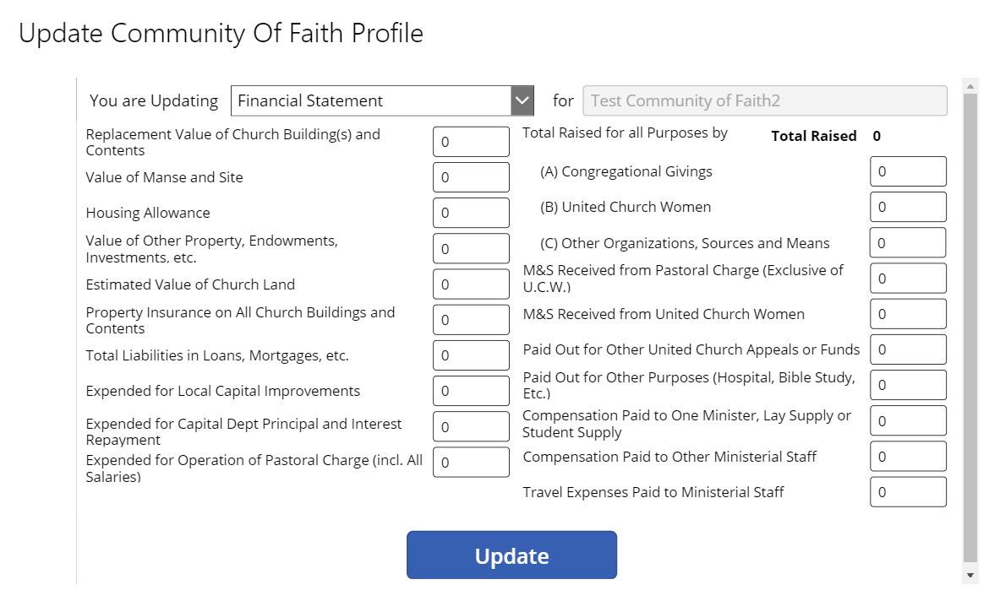 Update Community Of Faith Profile
You are Updating Financial Statement for Test Community of Faith2
Replacement Value of Church Building(s) and
Contents
0
Value of Manse and Site 0
Housing Allowance 0
Value of Other Property, Endowments,
Investments, etc.
0
Estimated Value of Church Land 0
Property Insurance on All Church Buildings and
Contents
0
Total Liabilities in Loans, Mortgages, etc. 0
Expended for Local Capital Improvements 0
Expended for Capital Dept Principal and Interest
Repayment
0
Expended for Operation of Pastoral Charge (incl. All
Salaries)
0
Total Raised for all Purposes by Total Raised 0
(A) Congregational Givings 0
(B) United Church Women 0
(C) Other Organizations, Sources and Means 0
M&S Received from Pastoral Charge (Exclusive of
U.C.W.)
0
M&S Received from United Church Women 0
Paid Out for Other United Church Appeals or Funds 0
Paid Out for Other Purposes (Hospital, Bible Study,
Etc.)
0
Compensation Paid to One Minister, Lay Supply or
Student Supply
0
Compensation Paid to Other Ministerial Staff 0
Travel Expenses Paid to Ministerial Staff 0
Update